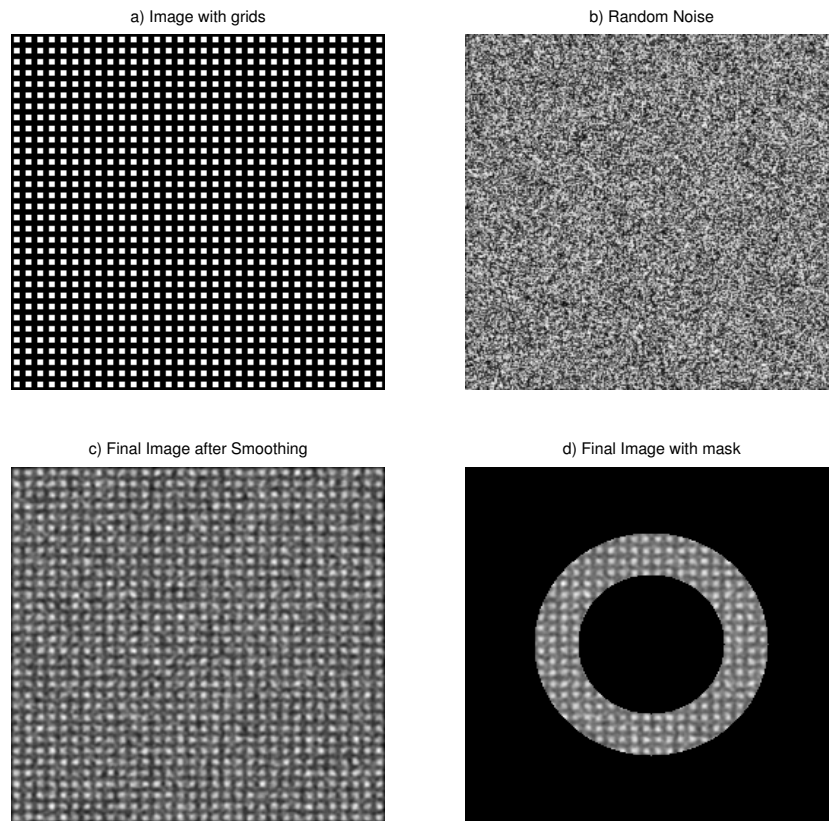 a) Image with grids
b) Random Noise
c) Final Image after Smoothing
d) Final Image with mask